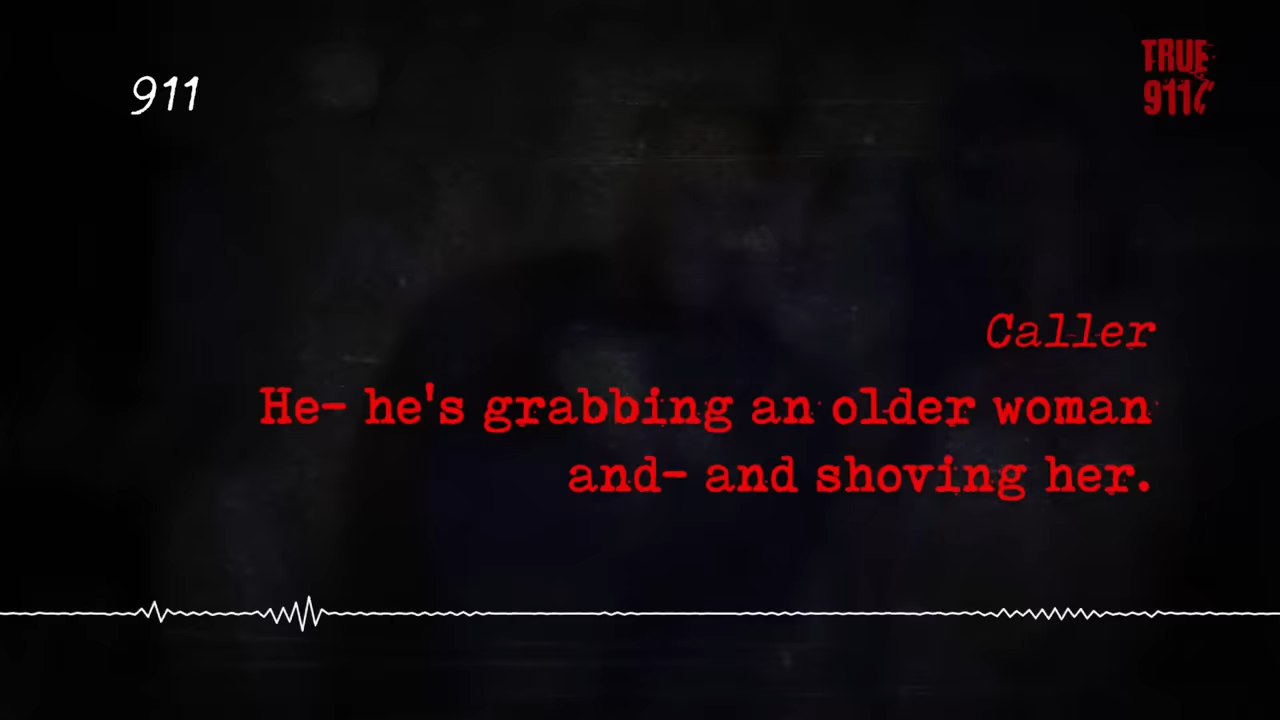 911
TRUE
911
Caller
He- he's grabbing an older woman
and- and shoving her.